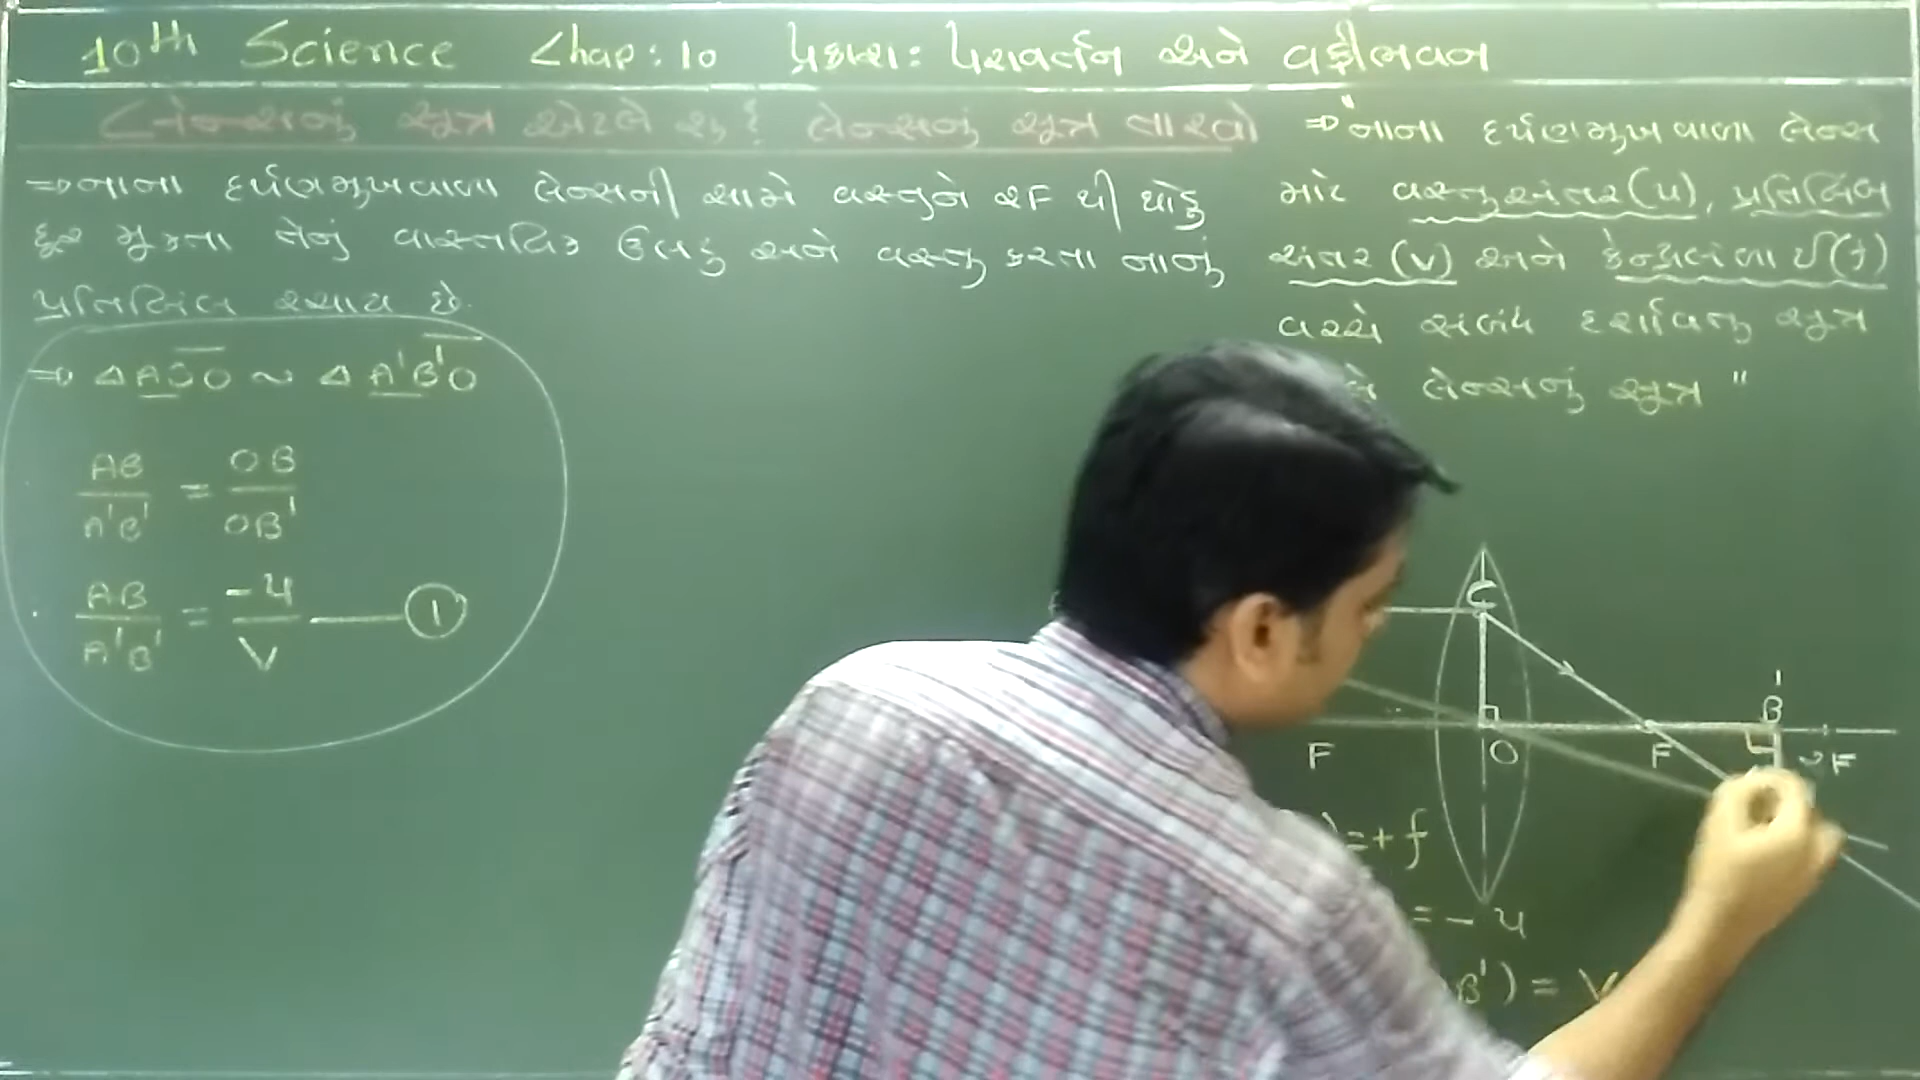 10th Science Chap: 10 પ્રકાશ: પરાવર્તન અને વક્રીભવન
લેન્સનું સૂત્ર એટલે શું? લેન્સનું સૂત્ર તારવો
⇒ નાના દર્પણમુખવાળા લેન્સની સામે વસ્તુને 2F થી થોડે
દૂર મૂકતા તેનું વાસ્તવિક ઉલટુ અને વસ્તુ કરતા નાનું
પ્રતિબિંબ રચાય છે.
⇒ △ABO ~ △A'B'O
AB/A'B' = OB/OB'
AB/A'B' = -u/v — ①
⇒ "નાના દર્પણમુખવાળા લેન્સ
માટે વસ્તુઅંતર(u), પ્રતિબિંબ
અંતર (v) અને કેન્દ્રલંબાઈ (f)
વચ્ચે સંબંધ દર્શાવતુ સૂત્ર
લેન્સનું સૂત્ર "
C
B'
F O F 2F
) = + f
= - u
B') = V